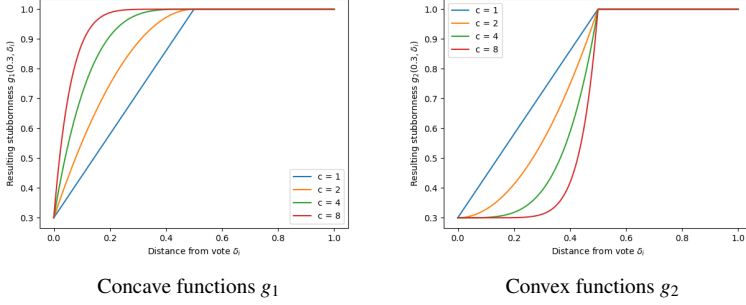 1.0
0.9
0.8
0.7
0.6
0.5
0.4
0.3
Resulting stubbornness g₁(0.3, δᵢ)
c = 1
c = 2
c = 4
c = 8
0.0 0.2 0.4 0.6 0.8 1.0
Distance from vote δᵢ
Concave functions g₁
1.0
0.9
0.8
0.7
0.6
0.5
0.4
0.3
Resulting stubbornness g₂(0.3, δᵢ)
c = 1
c = 2
c = 4
c = 8
0.0 0.2 0.4 0.6 0.8 1.0
Distance from vote δᵢ
Convex functions g₂